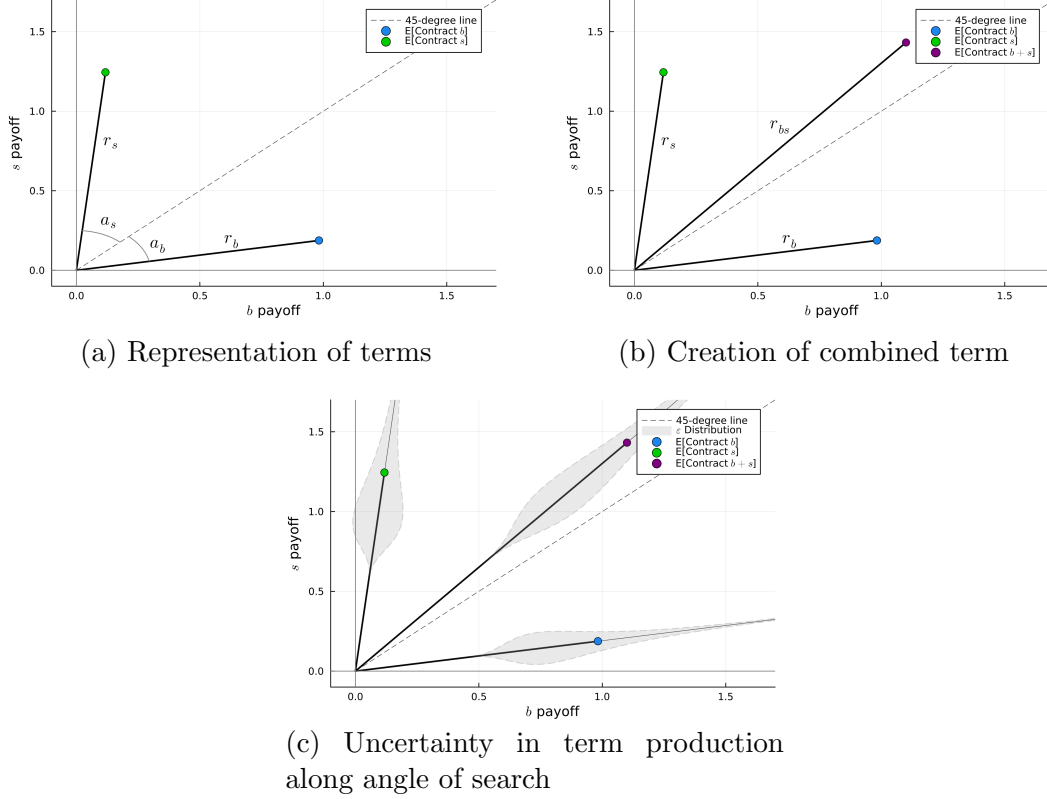 45-degree line
E[Contract b]
E[Contract s]
1.5
1.0
0.5
0.0
s payoff
r_s
a_s
a_b
r_b
0.0 0.5 1.0 1.5
b payoff
(a) Representation of terms
45-degree line
E[Contract b]
E[Contract s]
E[Contract b + s]
1.5
1.0
0.5
0.0
s payoff
r_bs
r_s
r_b
0.0 0.5 1.0 1.5
b payoff
(b) Creation of combined term
45-degree line
ε Distribution
E[Contract b]
E[Contract s]
E[Contract b + s]
1.5
1.0
0.5
0.0
s payoff
0.0 0.5 1.0 1.5
b payoff
(c) Uncertainty in term production
along angle of search